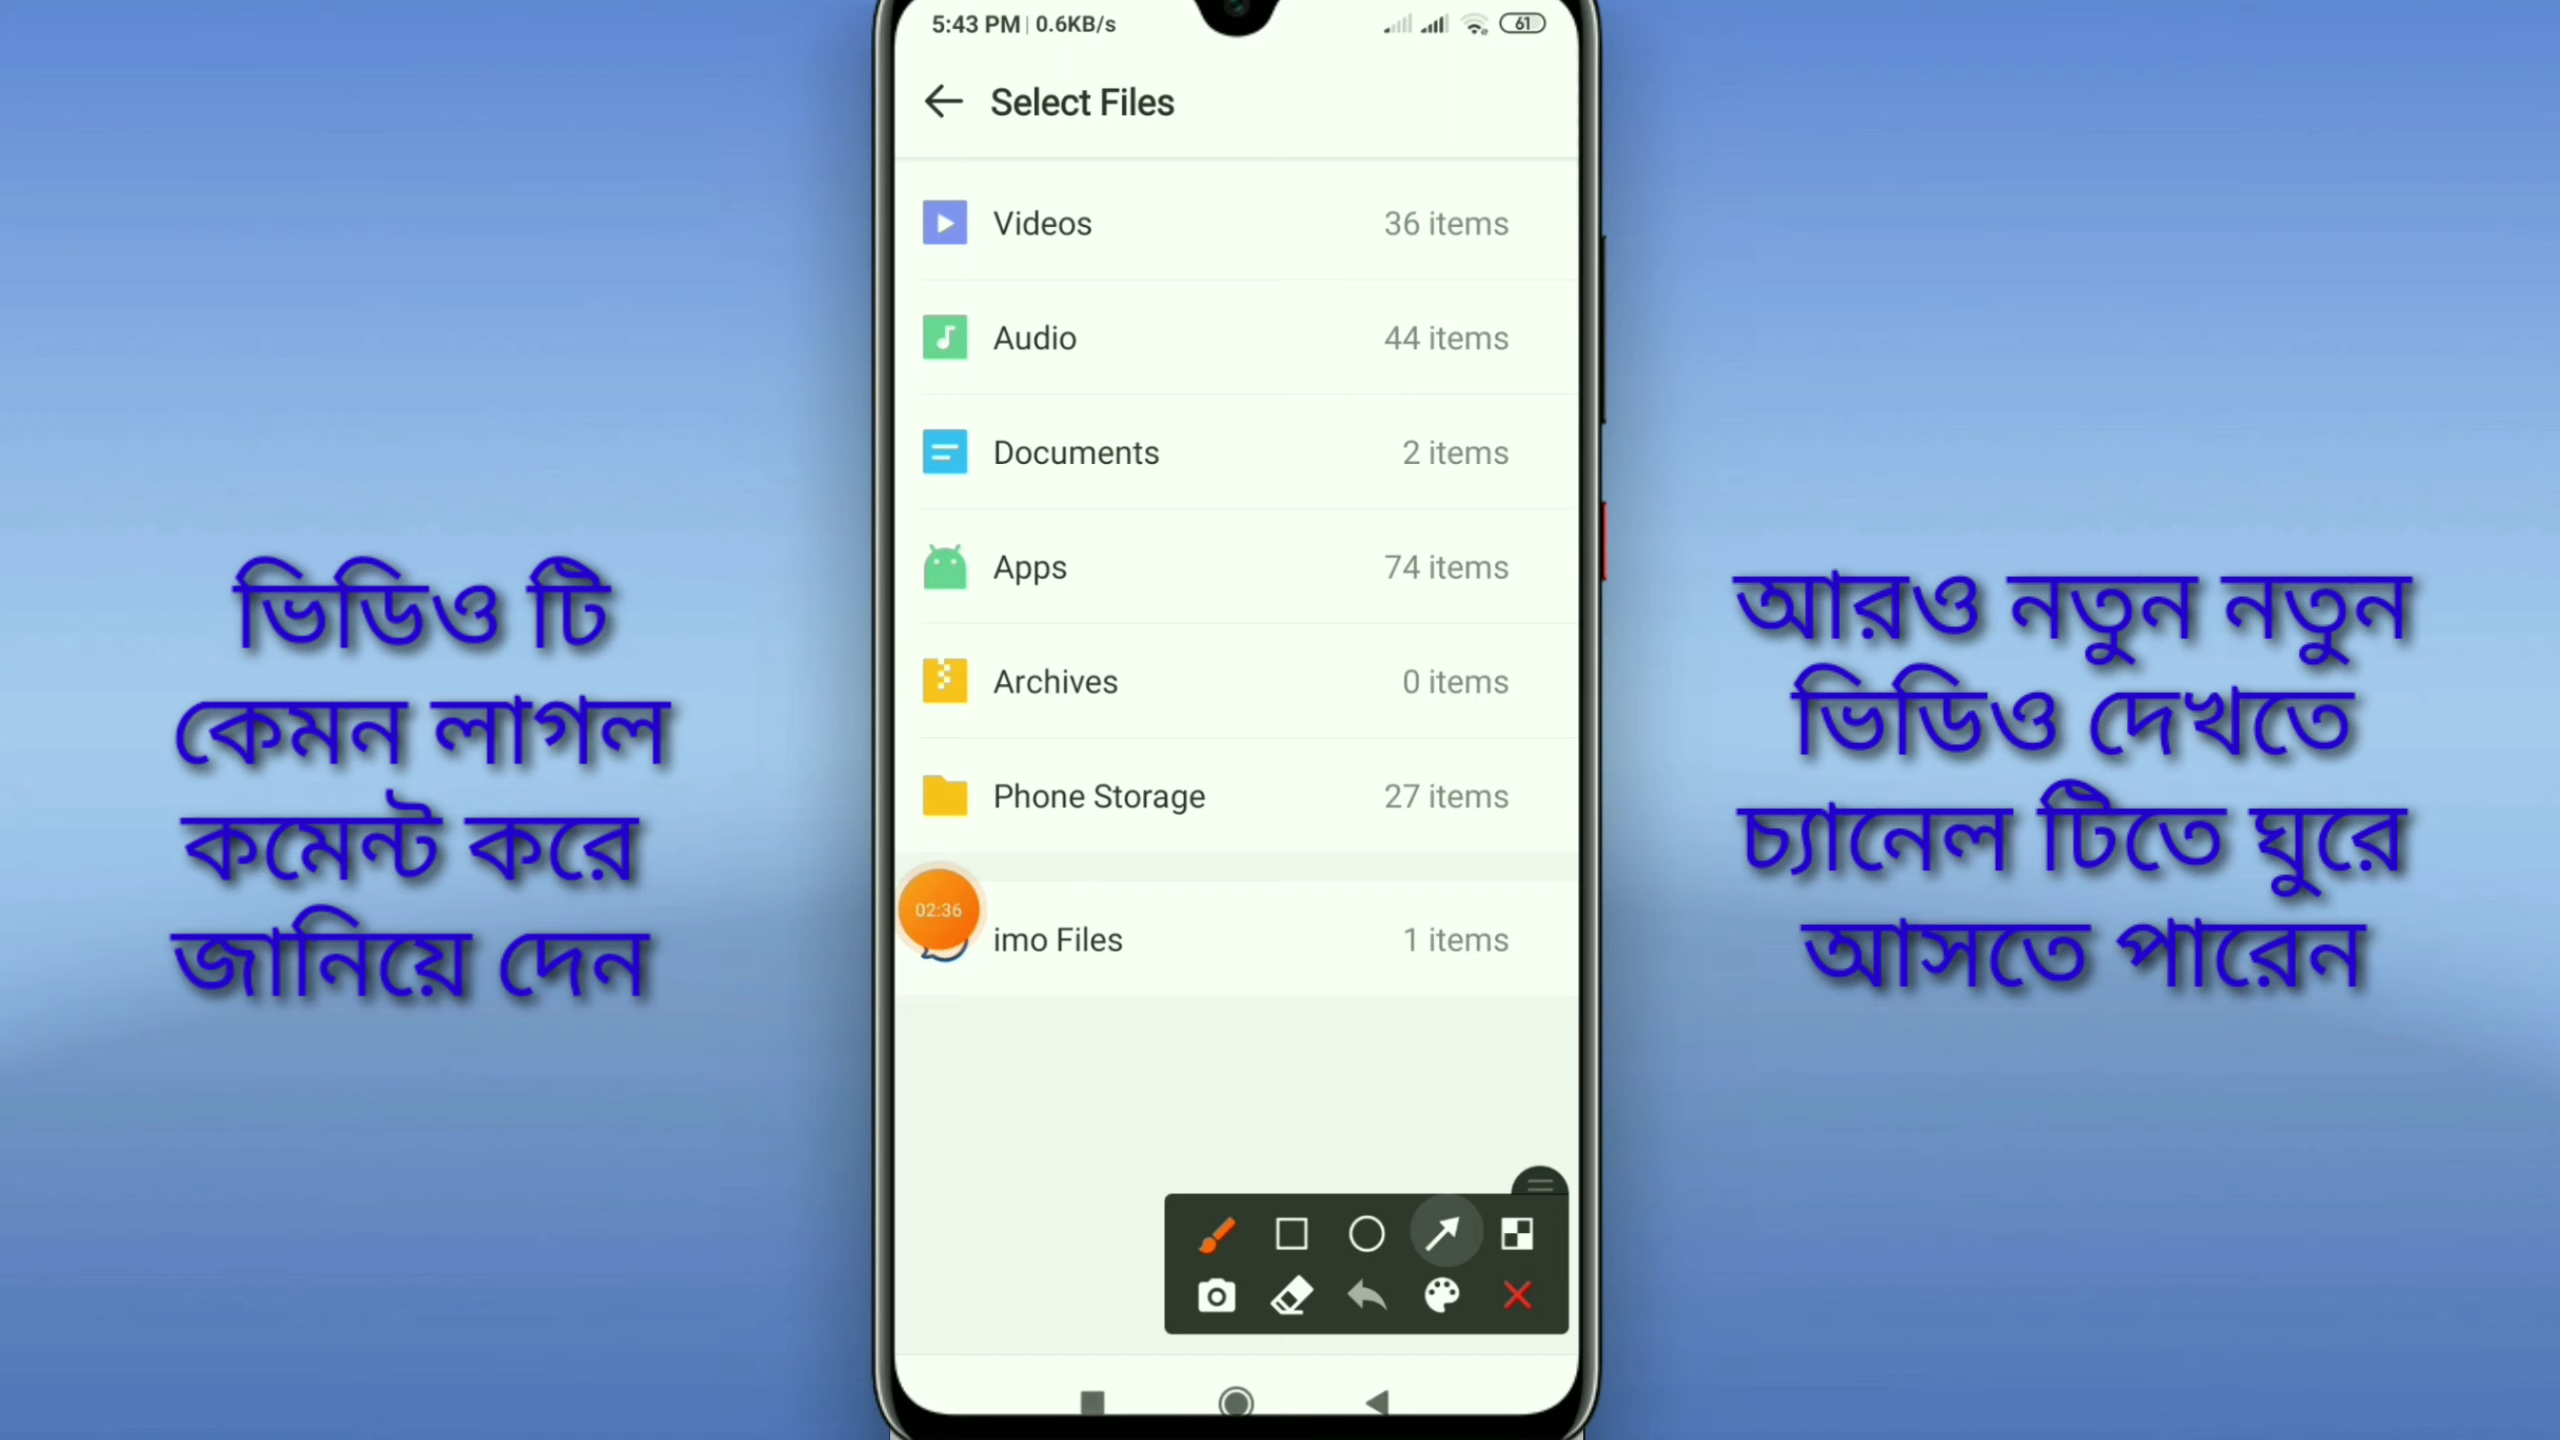 5:43 PM | 0.6KB/s
61
Select Files
Videos 36 items
Audio 44 items
Documents 2 items
Apps 74 items
Archives 0 items
Phone Storage 27 items
02:36
imo Files 1 items
ভিডিও টি
কেমন লাগল
কমেন্ট করে
জানিয়ে দেন
আরও নতুন নতুন
ভিডিও দেখতে
চ্যানেল টিতে ঘুরে
আসতে পারেন